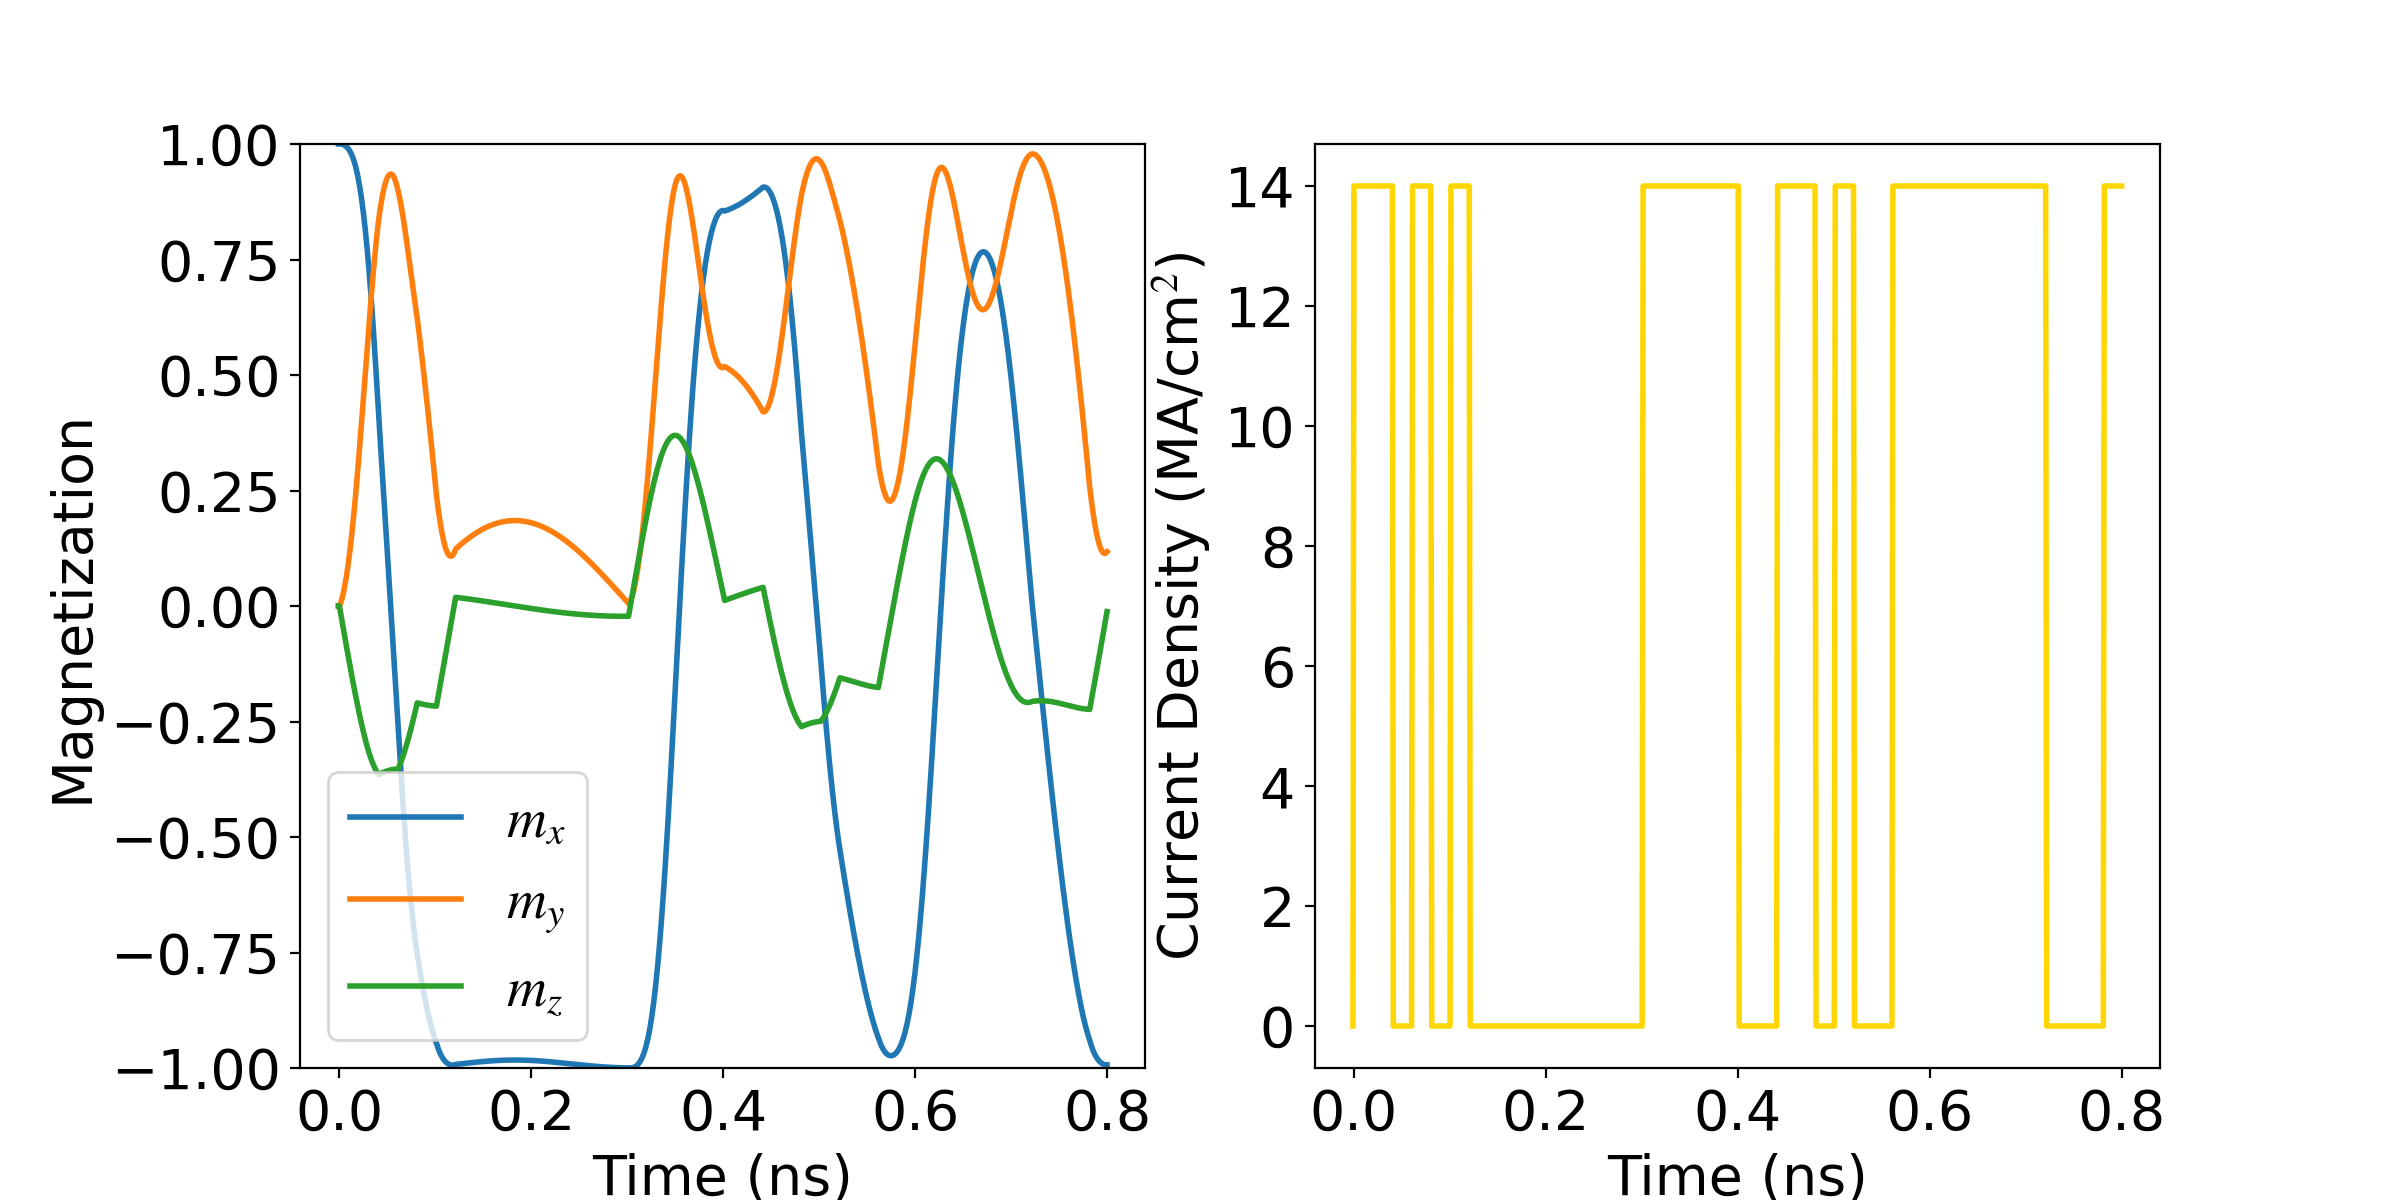 Magnetization
1.00
0.75
0.50
0.25
0.00
−0.25
−0.50
−0.75
−1.00
m_x
m_y
m_z
0.0 0.2 0.4 0.6 0.8
Time (ns)
Current Density (MA/cm²)
14
12
10
8
6
4
2
0
0.0 0.2 0.4 0.6 0.8
Time (ns)